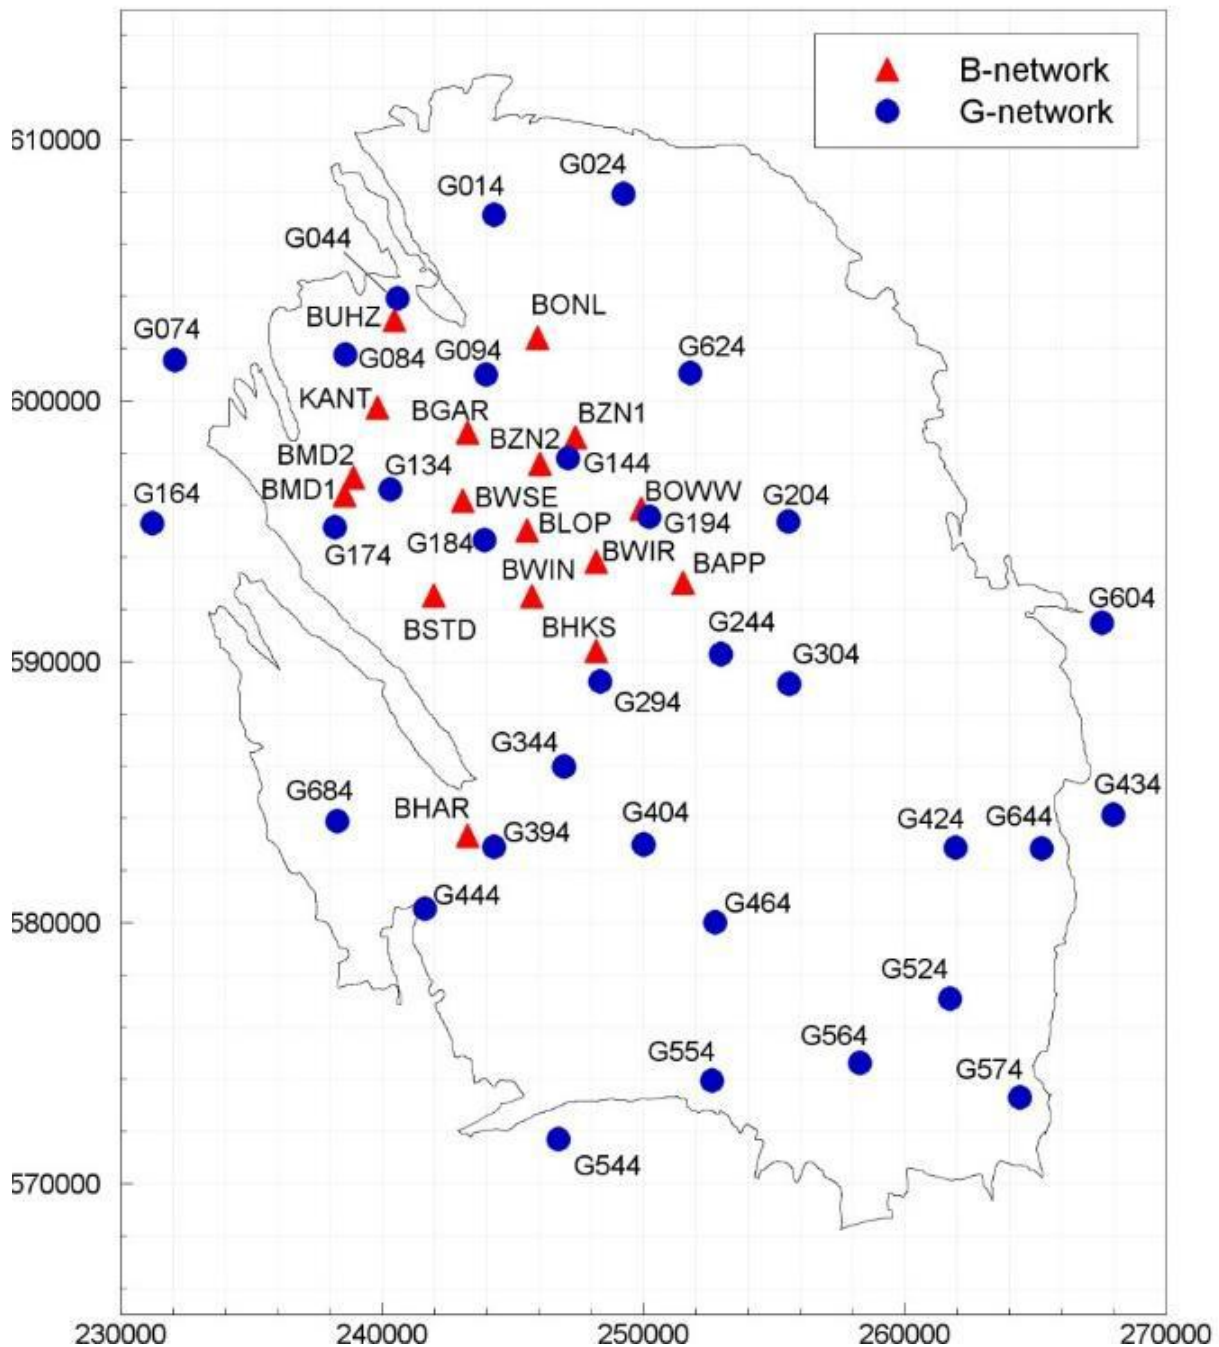 B-network
G-network
610000
G024
G014
G044
BONL
BUHZ
G074
G624
G094
G084
600000
KANT
BGAR
BZN1
BZN2
BMD2
G134
G144
BMD1
G164
BWSE
BOWW
G204
BLOP
G194
G174
G184
BWIR
BWIN
BAPP
G604
BSTD
BHKS
G244
590000
G304
G294
G344
G684
G434
BHAR
G404
G424
G644
G394
G444
G464
580000
G524
G564
G554
G574
G544
570000
230000
240000
250000
260000
270000